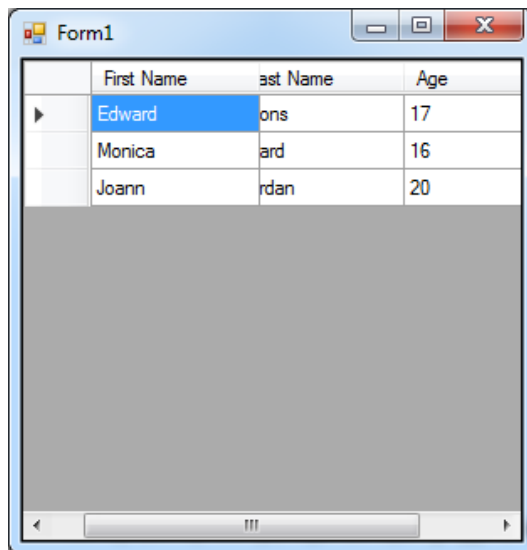 Form1
First Name ast Name Age
Edward ons 17
Monica ard 16
Joann rdan 20